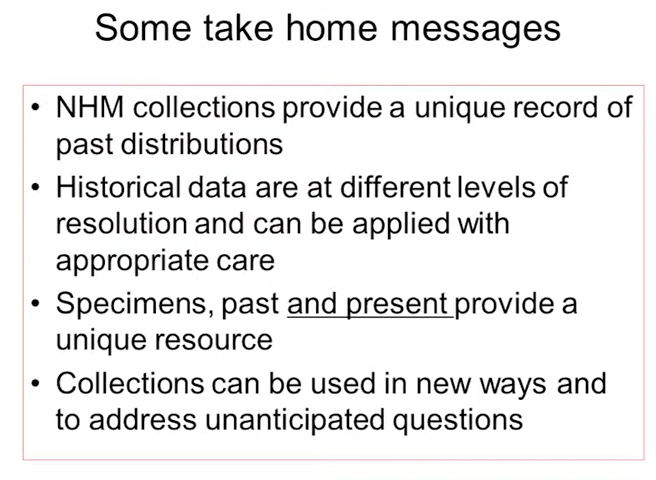 Some take home messages
• NHM collections provide a unique record of
past distributions
• Historical data are at different levels of
resolution and can be applied with
appropriate care
• Specimens, past and present provide a
unique resource
• Collections can be used in new ways and
to address unanticipated questions